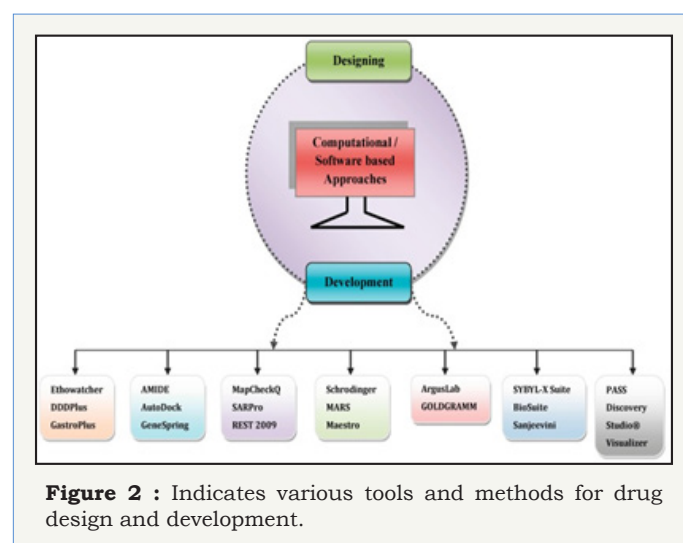 Designing
Computational /
Software based
Approaches
Development
Ethowatcher
DDDPlus
GastroPlus
AMIDE
AutoDock
GeneSpring
MapCheckQ
SARPro
REST 2009
Schrodinger
MARS
Maestro
ArgusLab
GOLDGRAMM
SYBYL-X Suite
BioSuite
Sanjeevini
PASS
Discovery
Studio®
Visualizer
Figure 2 : Indicates various tools and methods for drug
design and development.